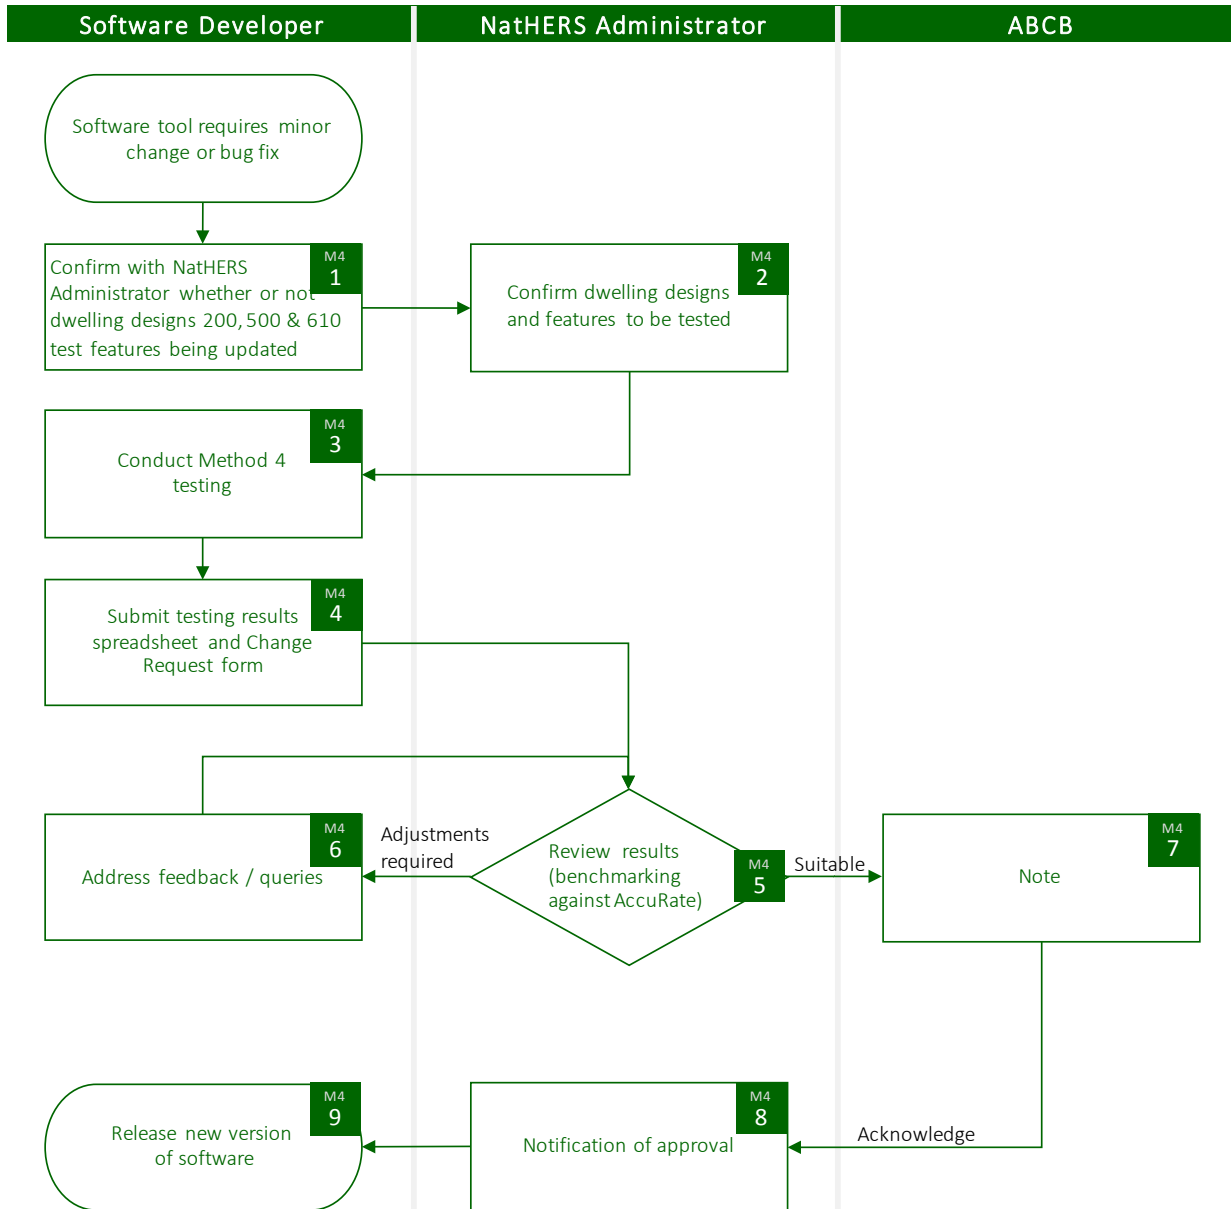 Software Developer
NatHERS Administrator
ABCB
Software tool requires minor
change or bug fix
M4
1
Confirm with NatHERS
Administrator whether or not
dwelling designs 200, 500 & 610
test features being updated
M4
2
Confirm dwelling designs
and features to be tested
M4
3
Conduct Method 4
testing
M4
4
Submit testing results
spreadsheet and Change
Request form
M4
6
Address feedback / queries
Adjustments
required
Review results
(benchmarking
against AccuRate)
M4
5
Suitable
M4
7
Note
M4
9
Release new version
of software
M4
8
Notification of approval
Acknowledge